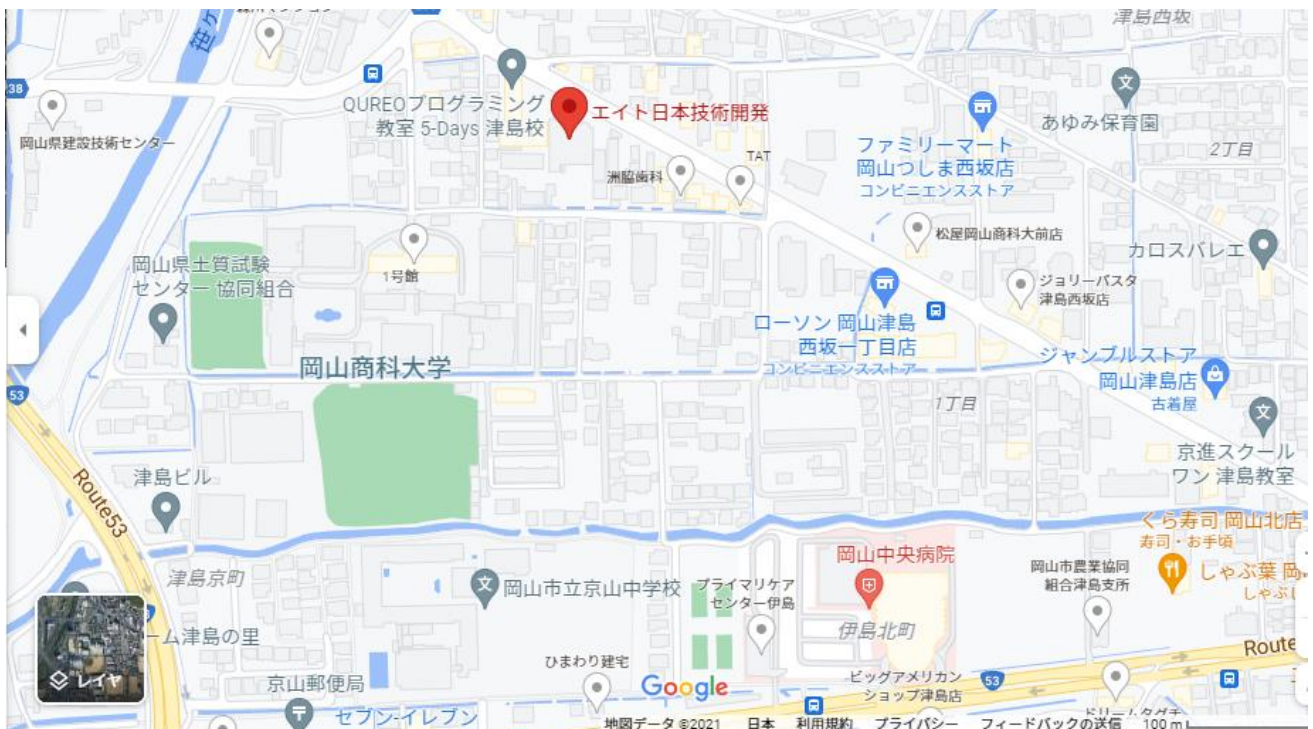 津島西坂
笹ヶ
38
岡山県建設技術センター
QUREOプログラミング
教室 5-Days 津島校
エイト日本技術開発
ファミリーマート
岡山つしま西坂店
コンビニエンスストア
あゆみ保育園
2丁目
洲脇歯科
TAT
松屋岡山商科大前店
カロスバレエ
岡山県土質試験
センター 協同組合
1号館
ジョリーパスタ
津島西坂店
ローソン 岡山津島
西坂一丁目店
コンビニエンスストア
岡山商科大学
ジャンブルストア
岡山津島店
古着屋
53
1丁目
京進スクール
ワン 津島教室
津島ビル
Route53
くら寿司 岡山北店
寿司・お手頃
岡山中央病院
岡山市農業協同
組合津島支所
しゃぶ葉 岡
しゃぶし
津島京町
岡山市立京山中学校
プライマリケア
センター伊島
伊島北町
ーム津島の里
レイヤ
ひまわり建宅
Route
京山郵便局
Google
ビッグアメリカン
ショップ津島店
53
セブン-イレブン
ドリームタグチ
地図データ ©2021 日本 利用規約 プライバシー フィードバックの送信 100 m